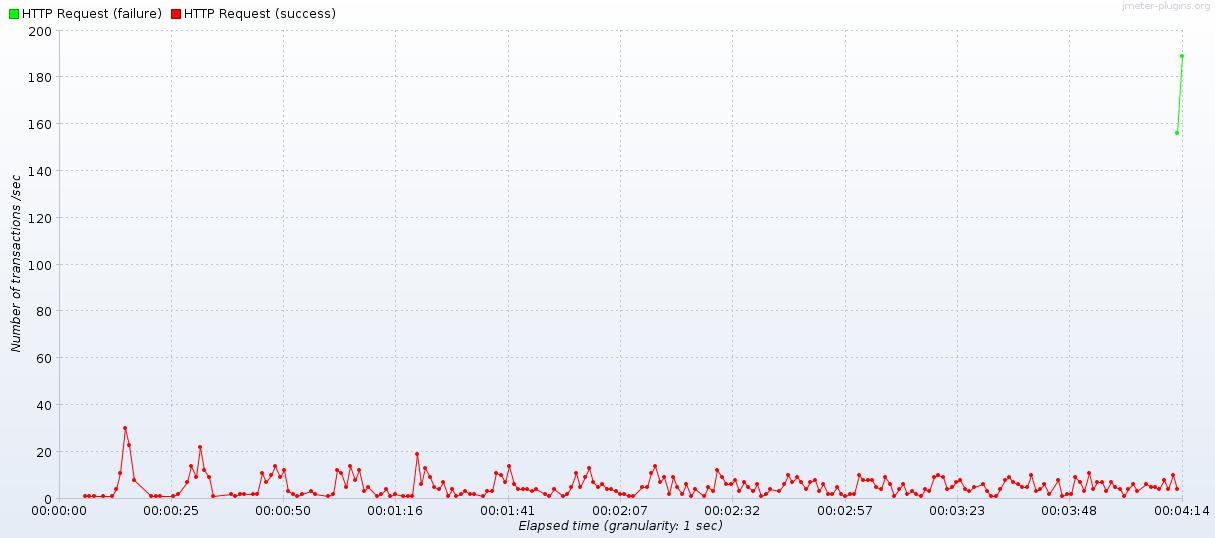 HTTP Request (failure) HTTP Request (success)
jmeter-plugins.org
200
180
160
140
120
100
80
60
40
20
0
Number of transactions /sec
00:00:00 00:00:25 00:00:50 00:01:16 00:01:41 00:02:07 00:02:32 00:02:57 00:03:23 00:03:48 00:04:14
Elapsed time (granularity: 1 sec)